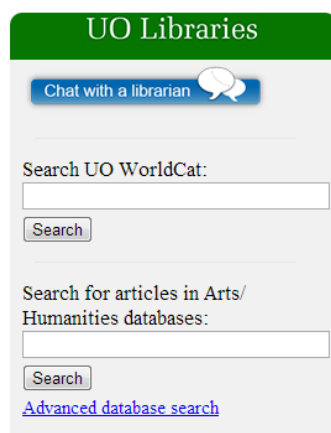 UO Libraries
Chat with a librarian
Search UO WorldCat:
Search
Search for articles in Arts/
Humanities databases:
Search
Advanced database search